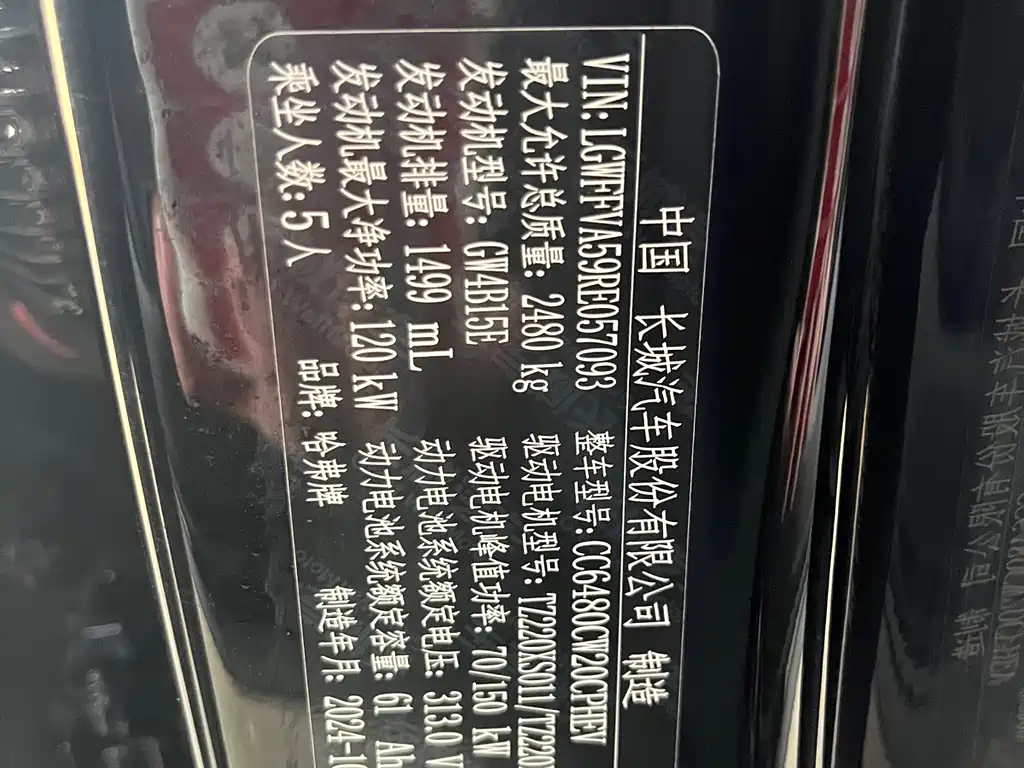 中国 长城汽车股份有限公司 制造
VIN:LGWFFVA59RE057093 整车型号:CC6480CW20CPHEV
最大允许总质量: 2480 kg 驱动电机型号: TZ220XS011/TZ220
发动机型号: GW4B15E 驱动电机峰值功率: 70/150 kW
发动机排量: 1499 mL 动力电池系统额定电压: 313.0 V
发动机最大净功率: 120 kW 动力电池系统额定容量: 61 Ah
乘坐人数: 5人 品牌: 哈弗牌 制造年月: 2024-10